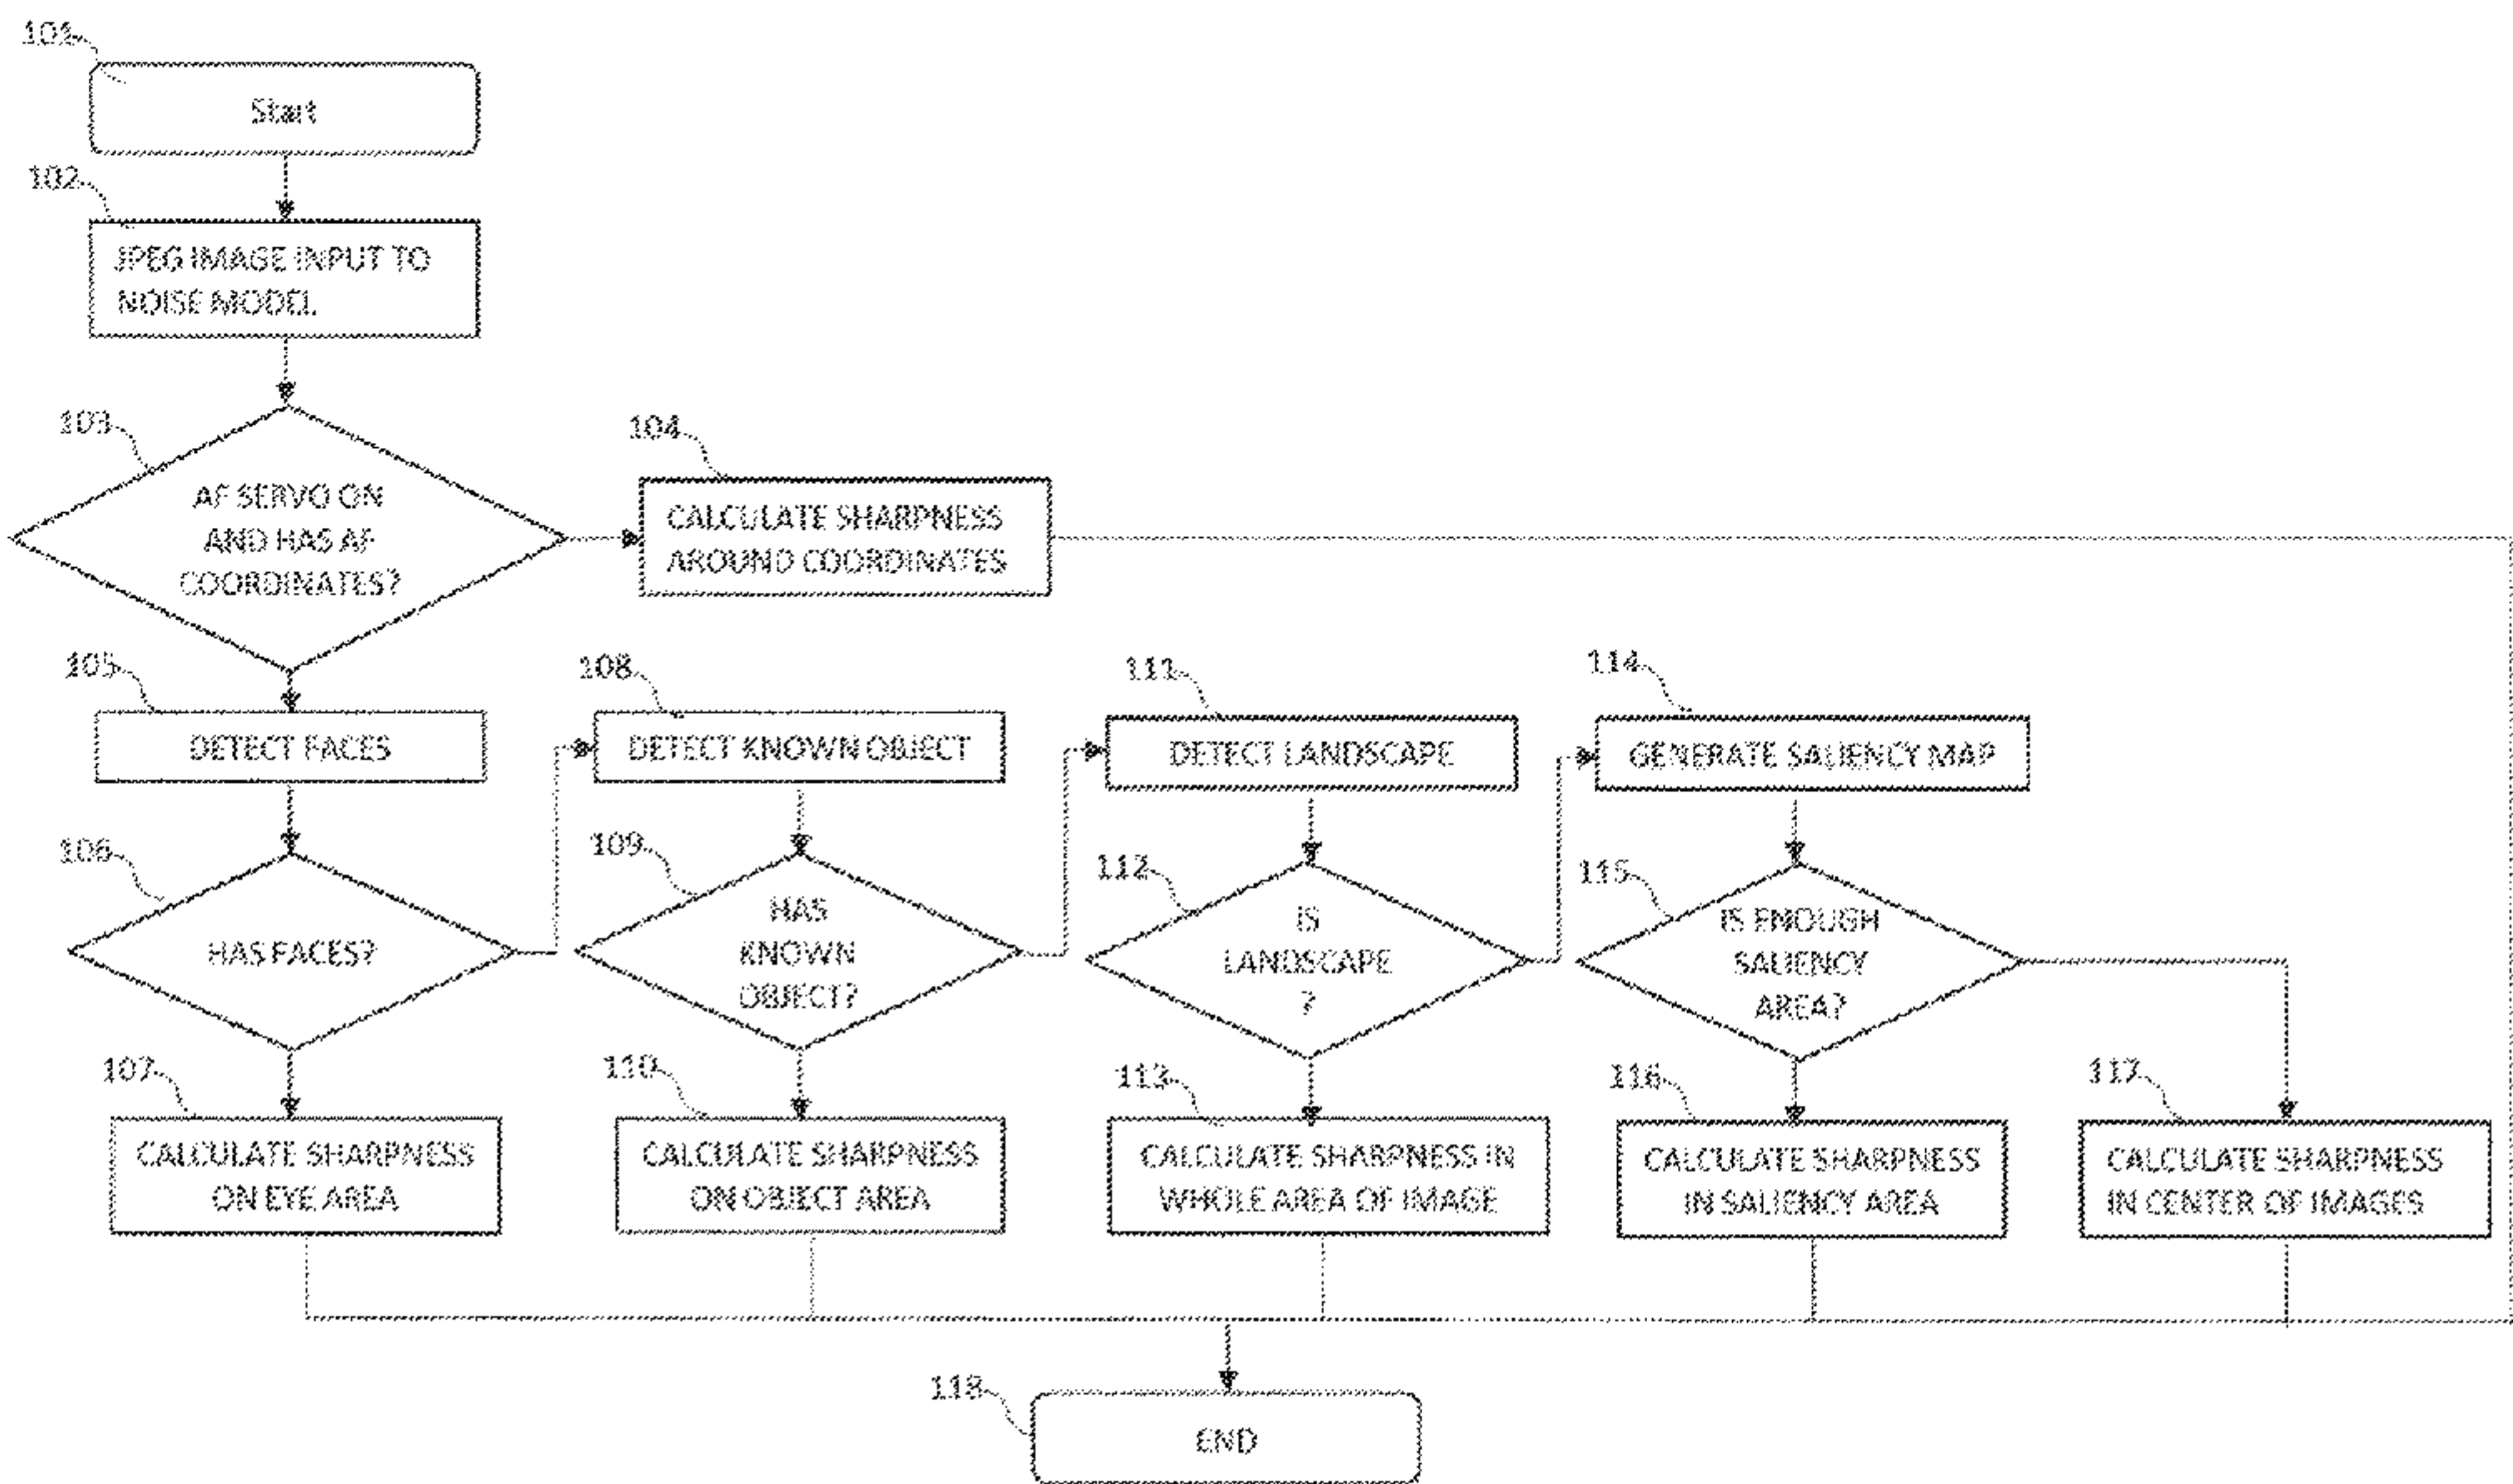 101
Start
102
JPEG IMAGE INPUT TO
NOISE MODEL
103
AF SERVO ON
AND HAS AF
COORDINATES?
104
CALCULATE SHARPNESS
AROUND COORDINATES
105
DETECT FACES
106
HAS FACES?
107
CALCULATE SHARPNESS
ON EYE AREA
108
DETECT KNOWN OBJECT
109
HAS
KNOWN
OBJECT?
110
CALCULATE SHARPNESS
ON OBJECT AREA
111
DETECT LANDSCAPE
112
IS
LANDSCAPE
?
113
CALCULATE SHARPNESS IN
WHOLE AREA OF IMAGE
114
GENERATE SALIENCY MAP
115
IS ENOUGH
SALIENCY
AREA?
116
CALCULATE SHARPNESS
IN SALIENCY AREA
117
CALCULATE SHARPNESS
IN CENTER OF IMAGES
118
END